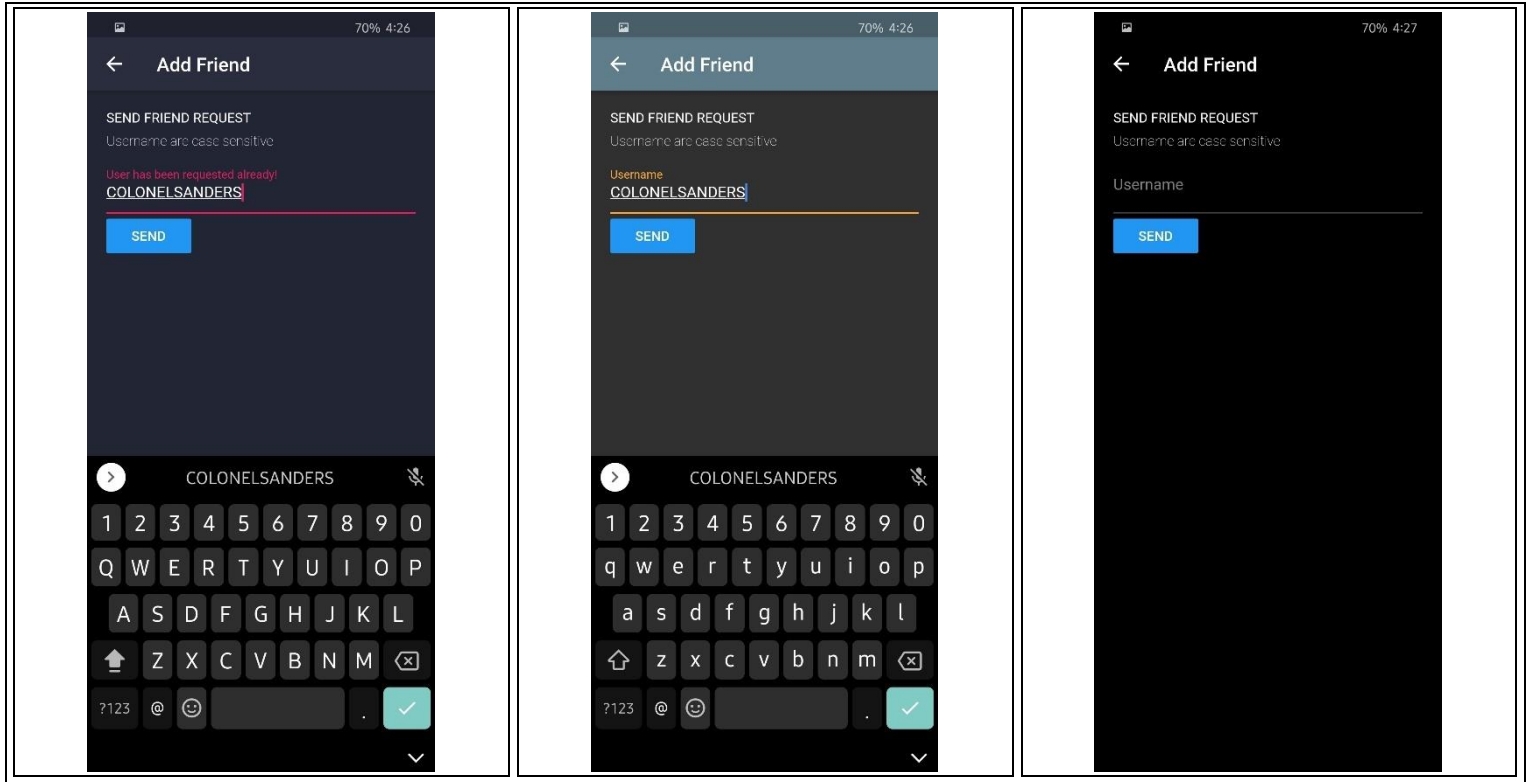 70% 4:26
Add Friend
SEND FRIEND REQUEST
Username are case sensitive
User has been requested already!
COLONELSANDERS
SEND
COLONELSANDERS
1 2 3 4 5 6 7 8 9 0
Q W E R T Y U I O P
A S D F G H J K L
Z X C V B N M
?123 @ .
70% 4:26
Add Friend
SEND FRIEND REQUEST
Username are case sensitive
Username
COLONELSANDERS
SEND
COLONELSANDERS
1 2 3 4 5 6 7 8 9 0
q w e r t y u i o p
a s d f g h j k l
z x c v b n m
?123 @ .
70% 4:27
Add Friend
SEND FRIEND REQUEST
Username are case sensitive
Username
SEND